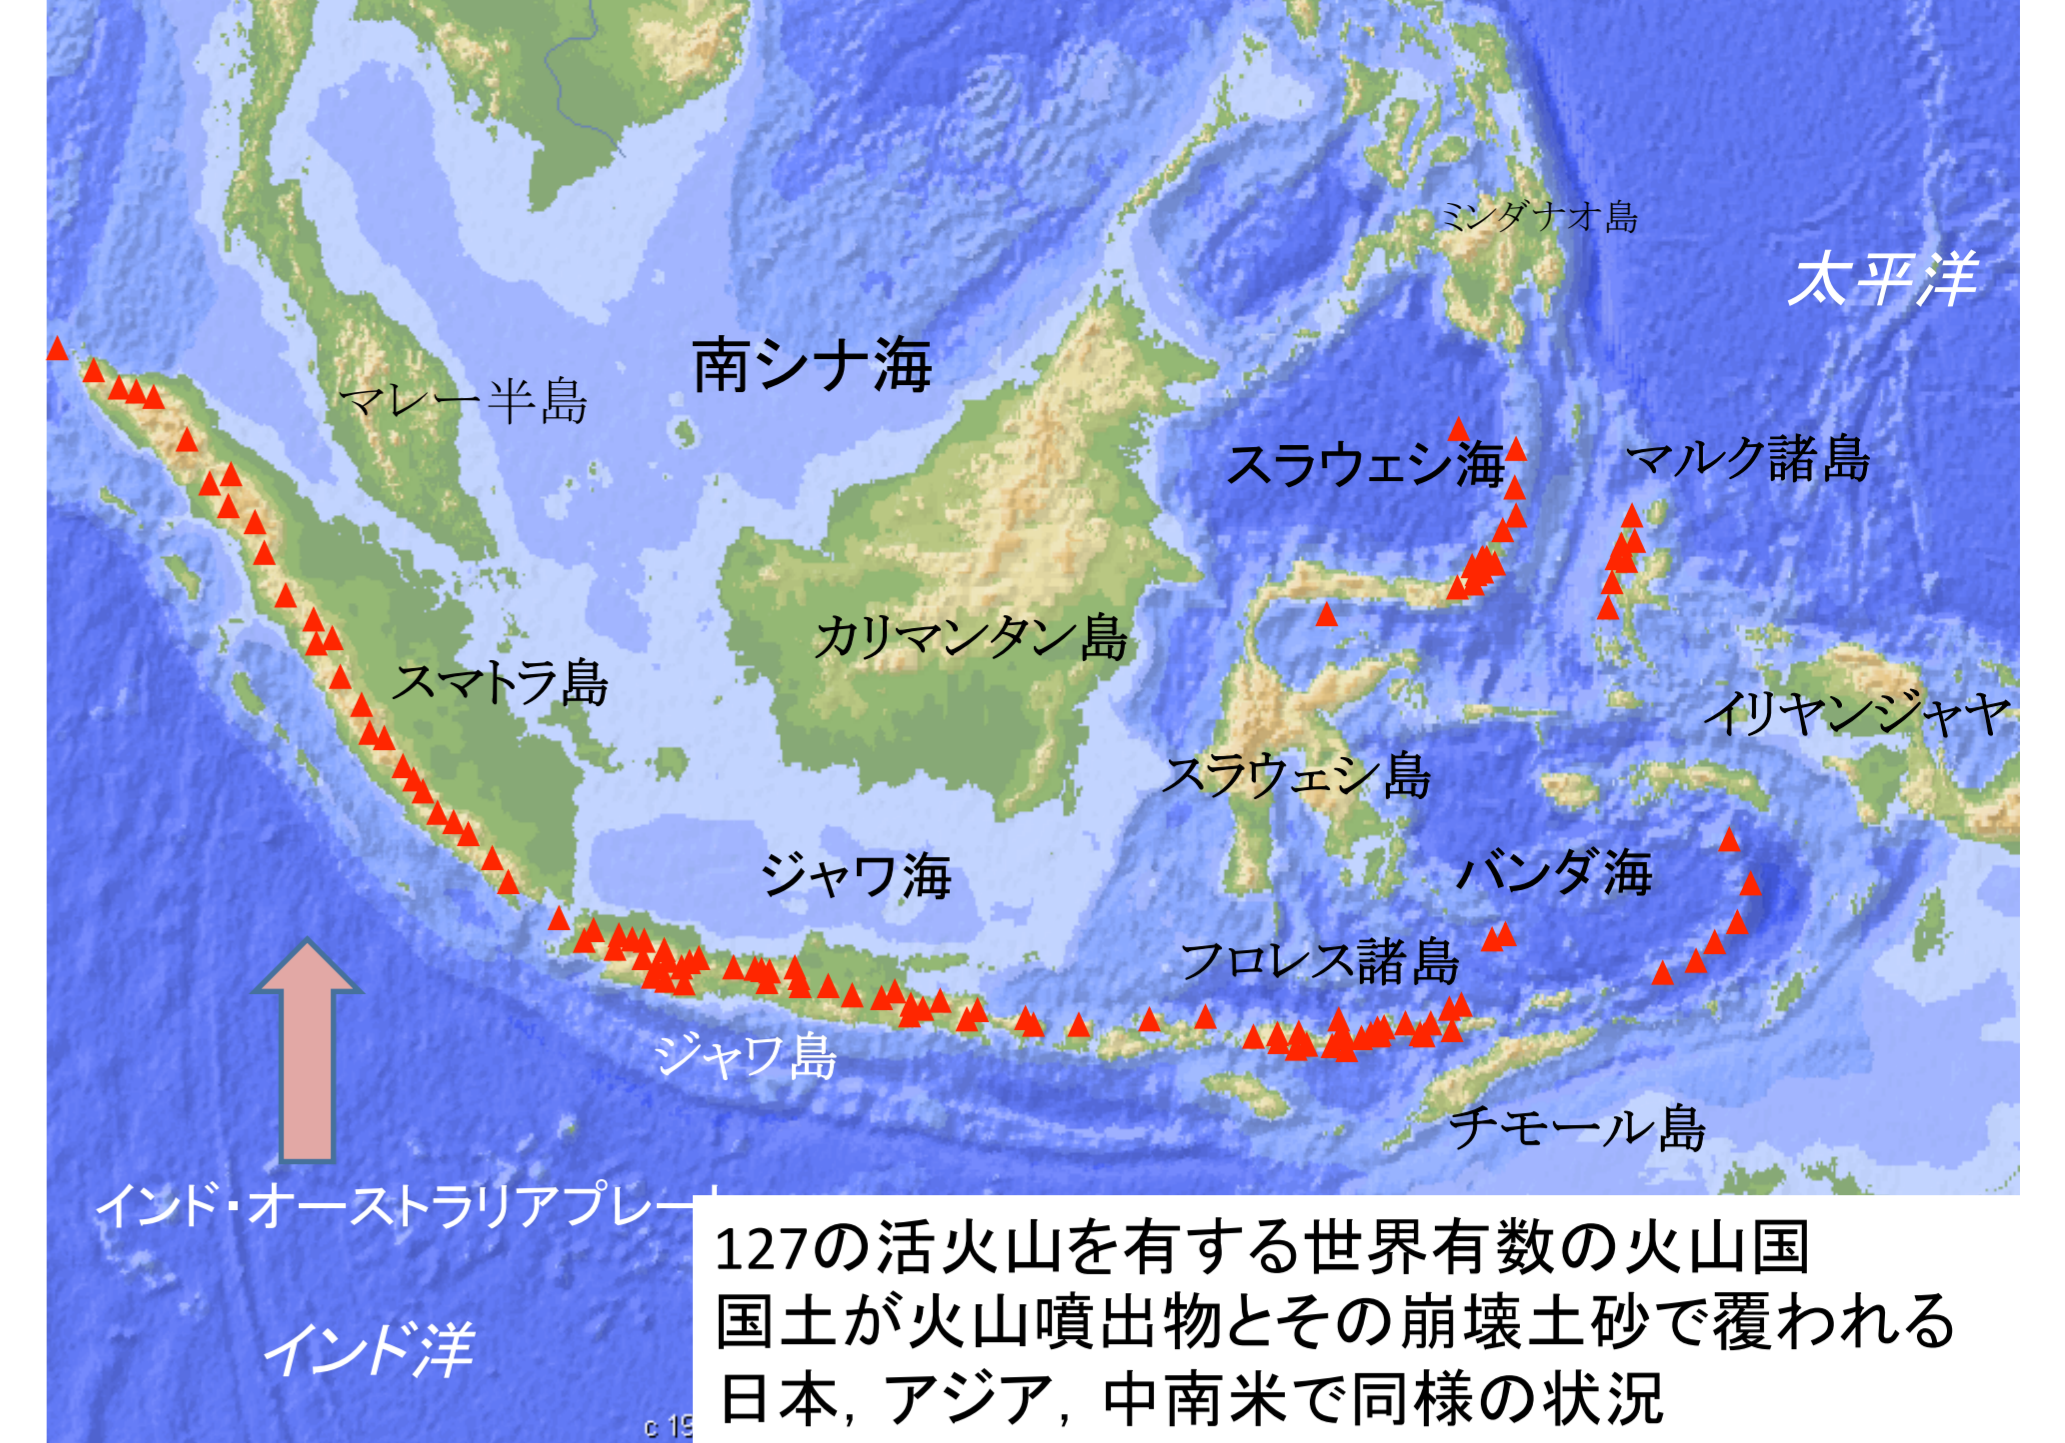 ミンダナオ島
太平洋
南シナ海
マレー半島
スラウェシ海
マルク諸島
カリマンタン島
スマトラ島
イリヤンジャヤ
スラウェシ島
ジャワ海
バンダ海
フロレス諸島
ジャワ島
チモール島
インド・オーストラリアプレート
インド洋
127の活火山を有する世界有数の火山国
国土が火山噴出物とその崩壊土砂で覆われる
日本，アジア，中南米で同様の状況
c 19